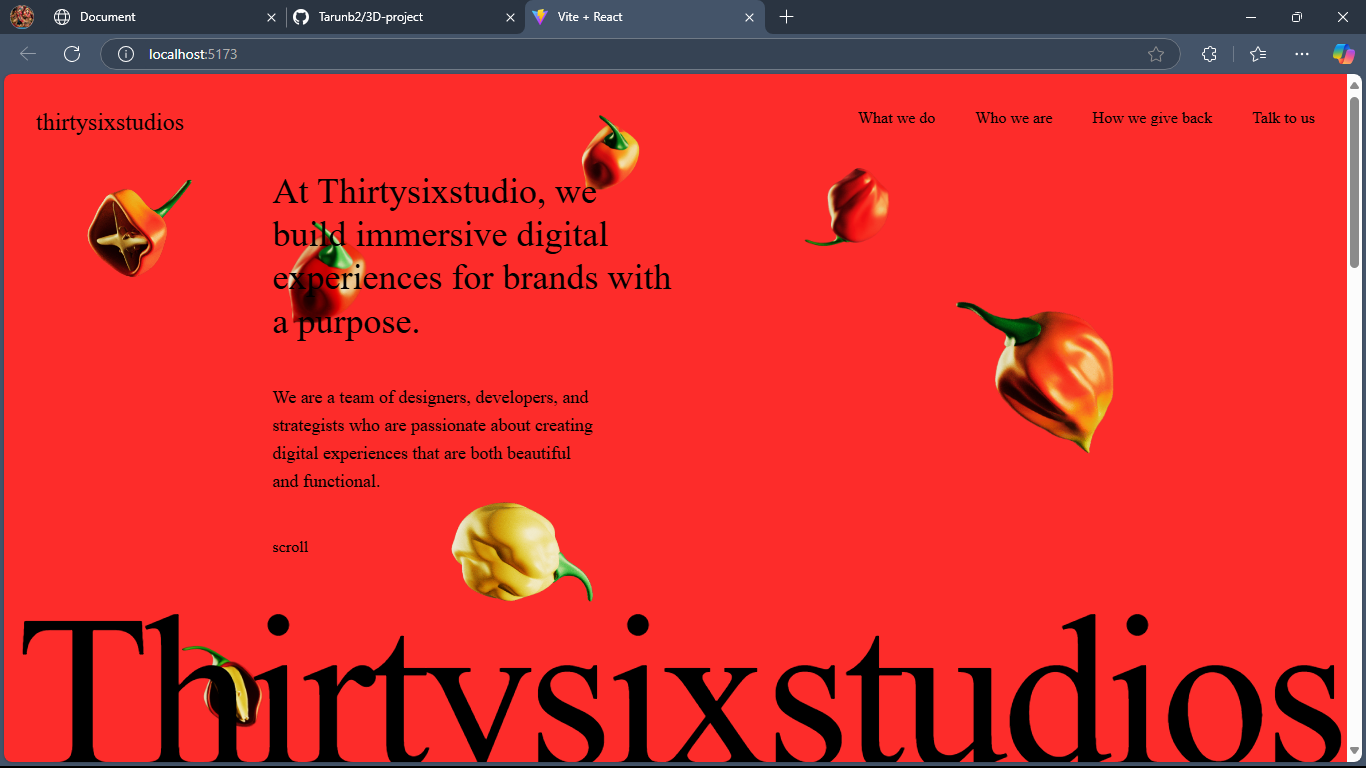 Document
Tarunb2/3D-project
Vite + React
localhost:5173
thirtysixstudios
What we do
Who we are
How we give back
Talk to us
At Thirtysixstudio, we
build immersive digital
experiences for brands with
a purpose.
We are a team of designers, developers, and
strategists who are passionate about creating
digital experiences that are both beautiful
and functional.
scroll
Thirtysixstudios